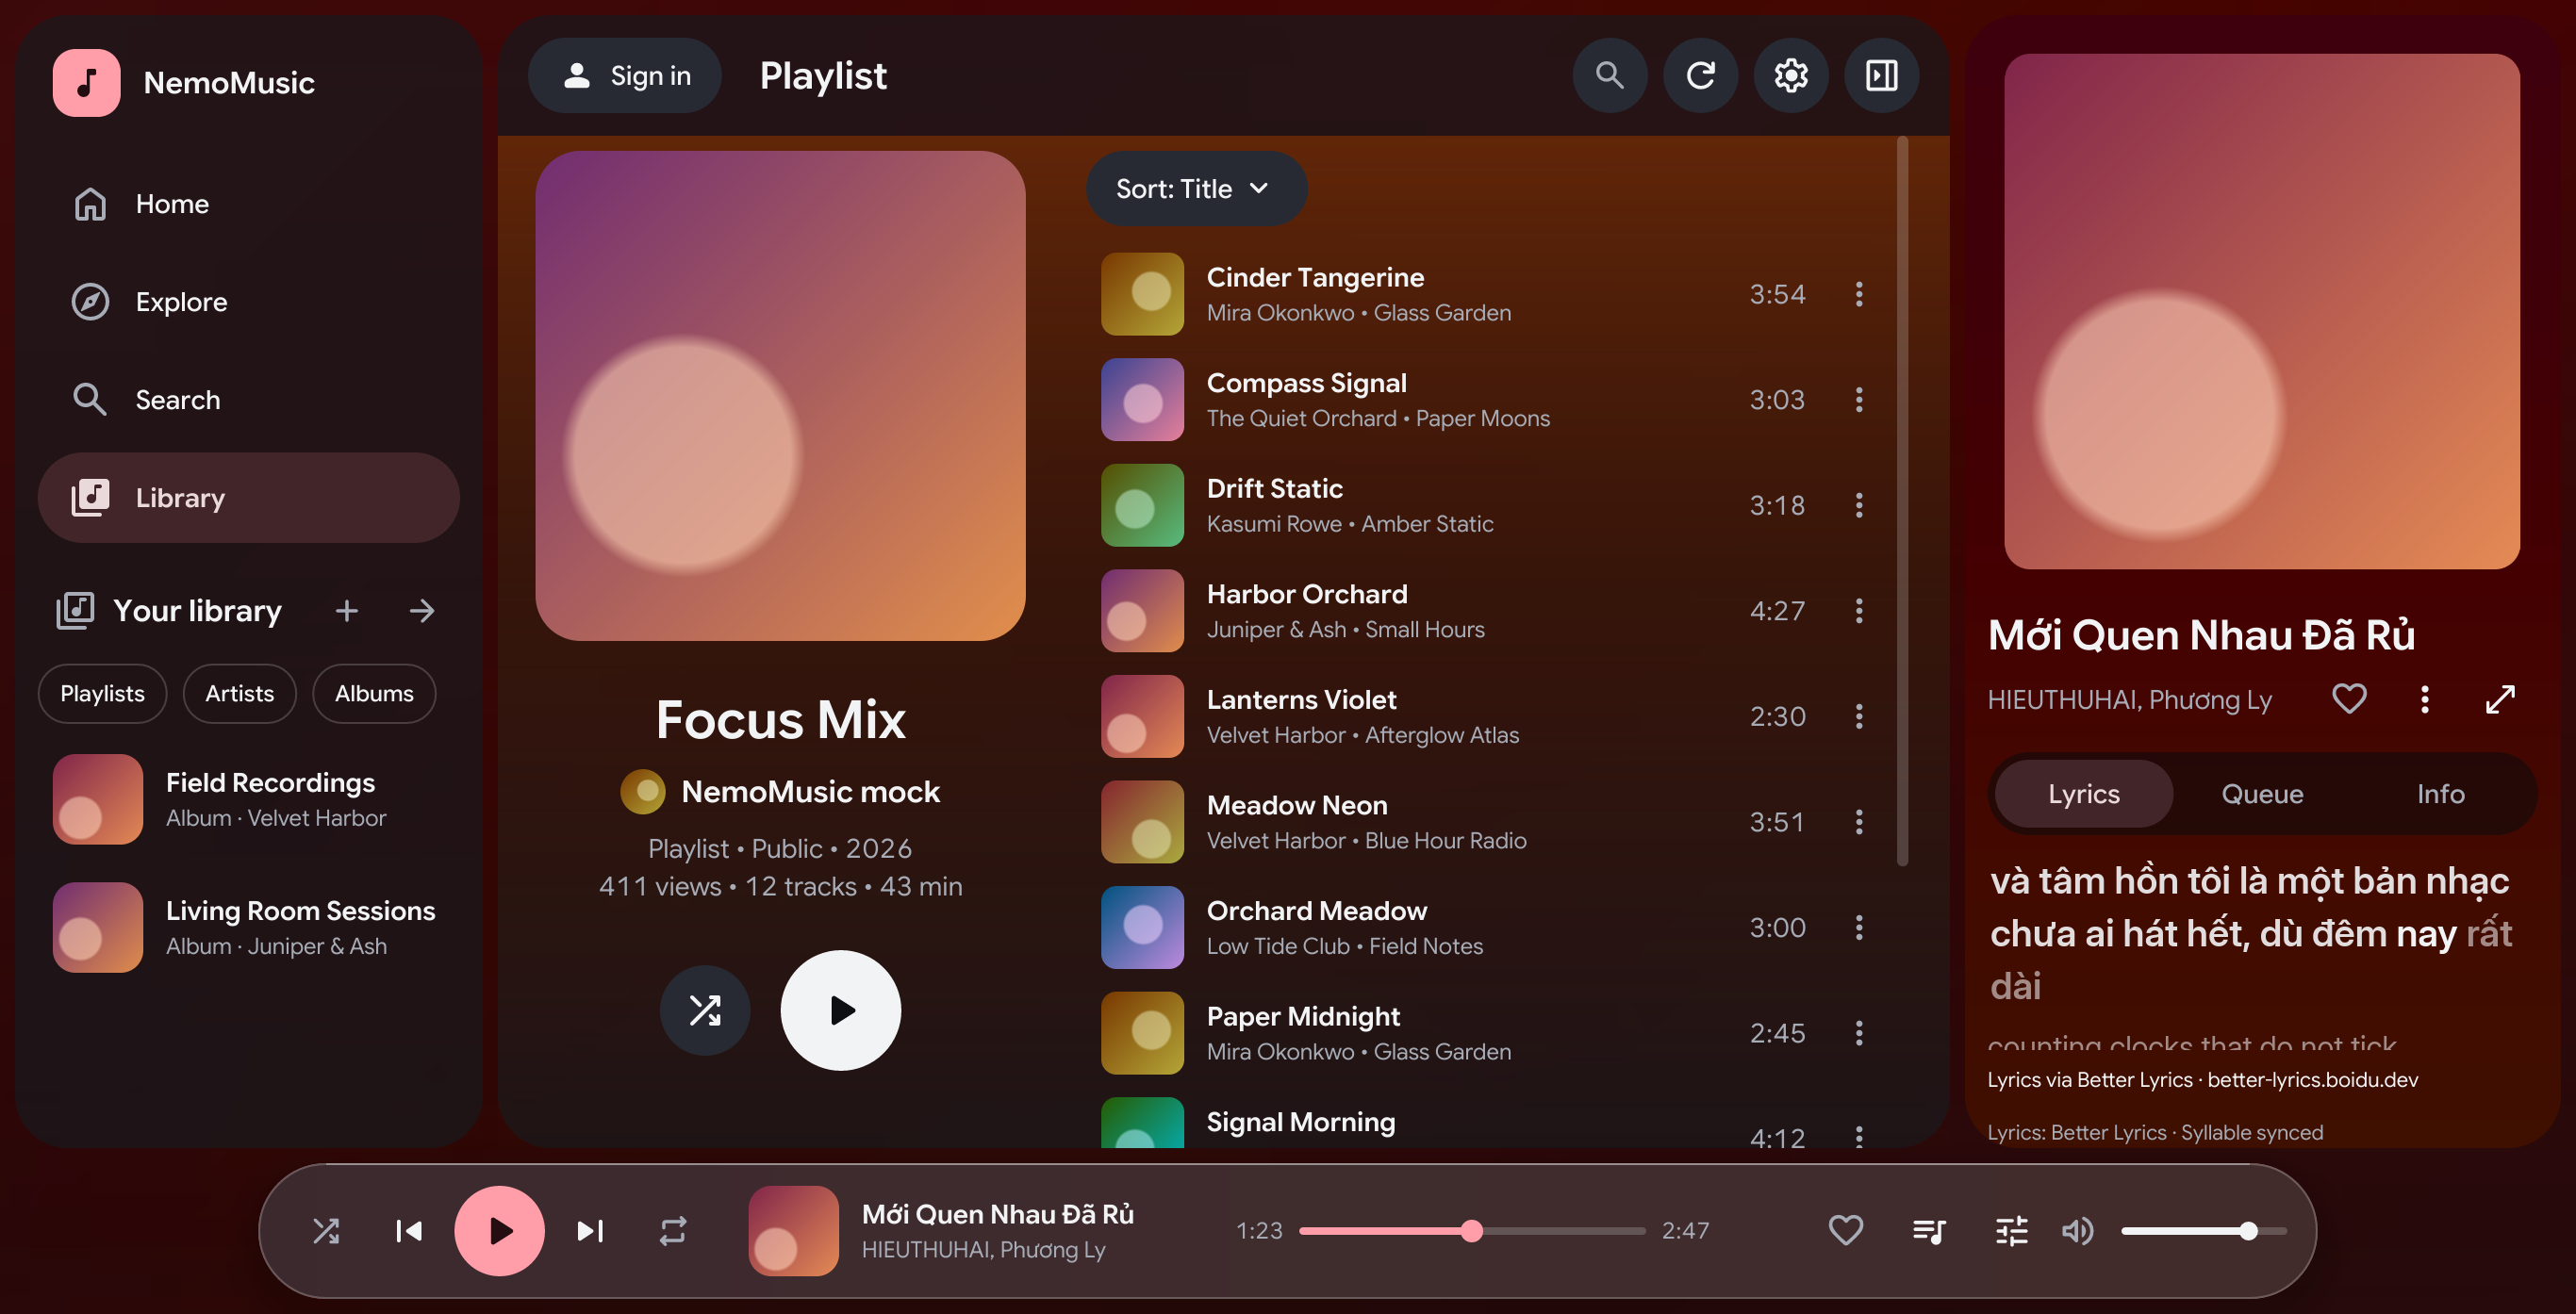 NemoMusic
Home
Explore
Search
Library
Your library
Playlists
Artists
Albums
Field Recordings
Album · Velvet Harbor
Living Room Sessions
Album · Juniper & Ash
Sign in
Playlist
Focus Mix
NemoMusic mock
Playlist • Public • 2026
411 views • 12 tracks • 43 min
Sort: Title
Cinder Tangerine
Mira Okonkwo • Glass Garden
3:54
Compass Signal
The Quiet Orchard • Paper Moons
3:03
Drift Static
Kasumi Rowe • Amber Static
3:18
Harbor Orchard
Juniper & Ash • Small Hours
4:27
Lanterns Violet
Velvet Harbor • Afterglow Atlas
2:30
Meadow Neon
Velvet Harbor • Blue Hour Radio
3:51
Orchard Meadow
Low Tide Club • Field Notes
3:00
Paper Midnight
Mira Okonkwo • Glass Garden
2:45
Signal Morning
4:12
Mới Quen Nhau Đã Rủ
HIEUTHUHAI, Phương Ly
Lyrics
Queue
Info
và tâm hồn tôi là một bản nhạc
chưa ai hát hết, dù đêm nay rất
dài
counting clocks that do not tick
Lyrics via Better Lyrics · better-lyrics.boidu.dev
Lyrics: Better Lyrics · Syllable synced
Mới Quen Nhau Đã Rủ
HIEUTHUHAI, Phương Ly
1:23
2:47